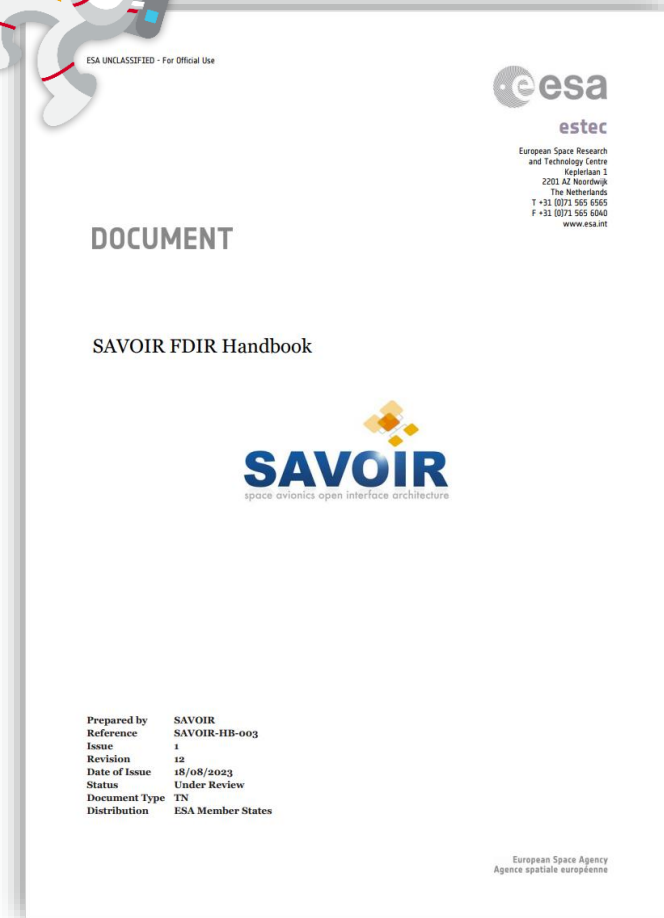 ESA UNCLASSIFIED - For Official Use
esa
estec
European Space Research
and Technology Centre
Keplerlaan 1
2201 AZ Noordwijk
The Netherlands
T +31 (0)71 565 6565
F +31 (0)71 565 6040
www.esa.int
DOCUMENT
SAVOIR FDIR Handbook
SAVOIR
space avionics open interface architecture
Prepared by SAVOIR
Reference SAVOIR-HB-003
Issue 1
Revision 12
Date of Issue 18/08/2023
Status Under Review
Document Type TN
Distribution ESA Member States
European Space Agency
Agence spatiale européenne